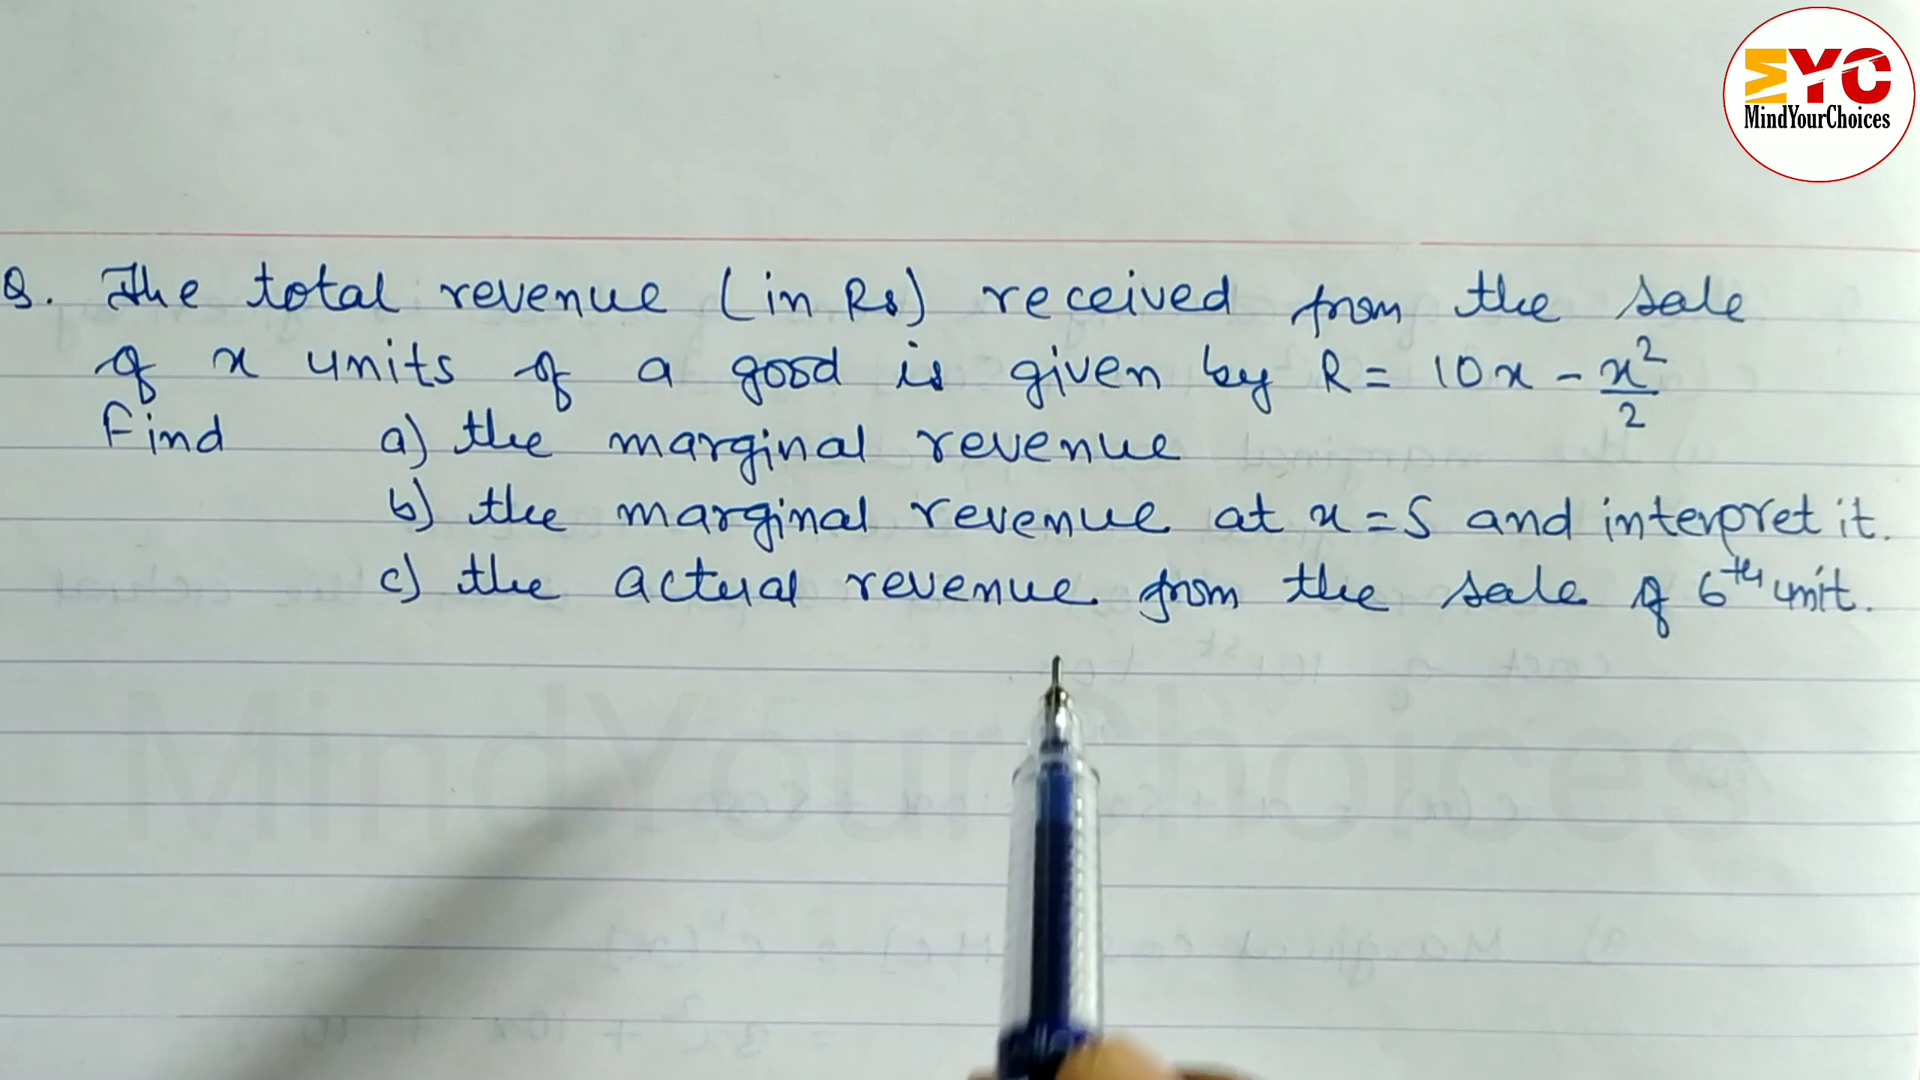 MYC
MindYourChoices
Q. The total revenue (in Rs) received from the sale
of x units of a good is given by R = 10x - x²/2
Find a) the marginal revenue
b) the marginal revenue at x = 5 and interpret it.
c) the actual revenue from the sale of 6th unit.
MindYourChoices